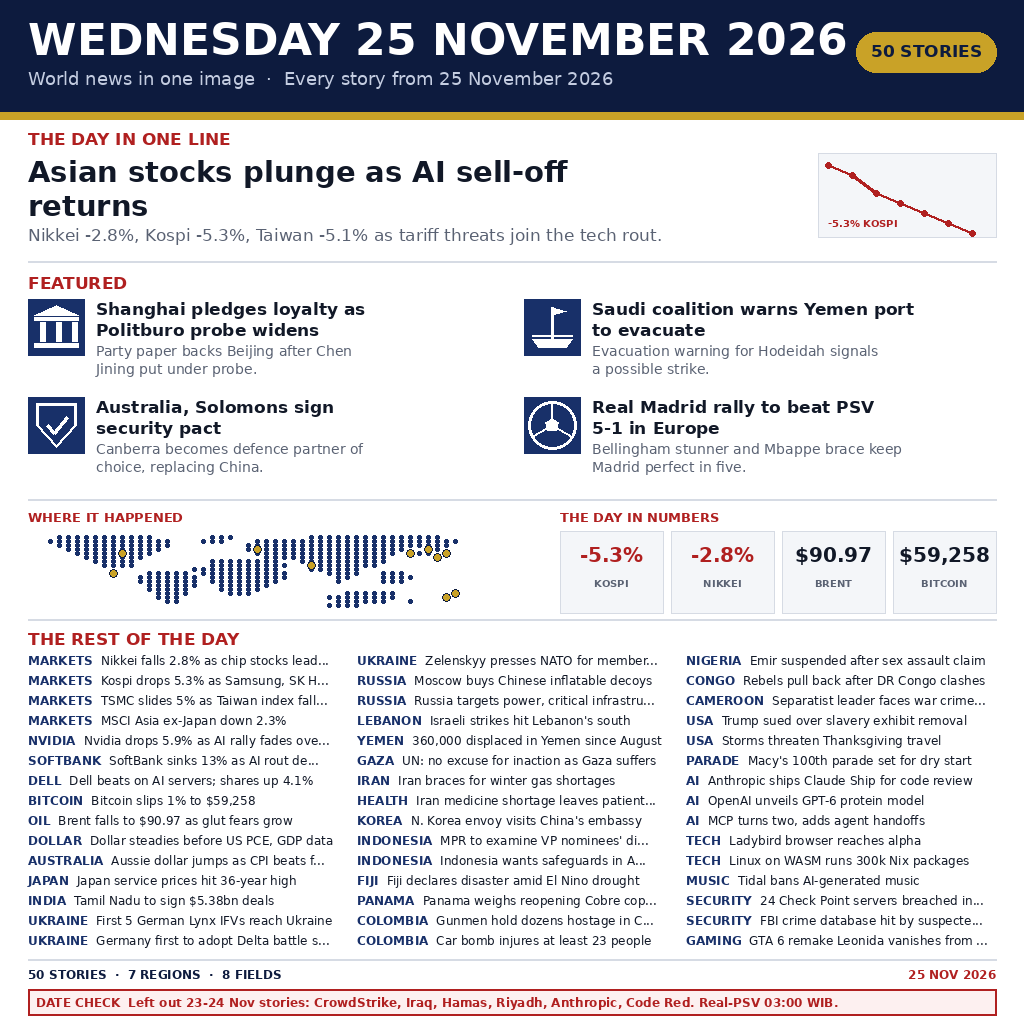 WEDNESDAY 25 NOVEMBER 2026
50 STORIES
World news in one image · Every story from 25 November 2026
THE DAY IN ONE LINE
Asian stocks plunge as AI sell-off
returns
Nikkei -2.8%, Kospi -5.3%, Taiwan -5.1% as tariff threats join the tech rout.
-5.3% KOSPI
FEATURED
Shanghai pledges loyalty as
Politburo probe widens
Party paper backs Beijing after Chen
Jining put under probe.
Saudi coalition warns Yemen port
to evacuate
Evacuation warning for Hodeidah signals
a possible strike.
Australia, Solomons sign
security pact
Canberra becomes defence partner of
choice, replacing China.
Real Madrid rally to beat PSV
5-1 in Europe
Bellingham stunner and Mbappe brace keep
Madrid perfect in five.
WHERE IT HAPPENED
THE DAY IN NUMBERS
-5.3%
KOSPI
-2.8%
NIKKEI
$90.97
BRENT
$59,258
BITCOIN
THE REST OF THE DAY
MARKETS Nikkei falls 2.8% as chip stocks lead...
MARKETS Kospi drops 5.3% as Samsung, SK H...
MARKETS TSMC slides 5% as Taiwan index fall...
MARKETS MSCI Asia ex-Japan down 2.3%
NVIDIA Nvidia drops 5.9% as AI rally fades ove...
SOFTBANK SoftBank sinks 13% as AI rout de...
DELL Dell beats on AI servers; shares up 4.1%
BITCOIN Bitcoin slips 1% to $59,258
OIL Brent falls to $90.97 as glut fears grow
DOLLAR Dollar steadies before US PCE, GDP data
AUSTRALIA Aussie dollar jumps as CPI beats f...
JAPAN Japan service prices hit 36-year high
INDIA Tamil Nadu to sign $5.38bn deals
UKRAINE First 5 German Lynx IFVs reach Ukraine
UKRAINE Germany first to adopt Delta battle s...
UKRAINE Zelenskyy presses NATO for member...
RUSSIA Moscow buys Chinese inflatable decoys
RUSSIA Russia targets power, critical infrastru...
LEBANON Israeli strikes hit Lebanon's south
YEMEN 360,000 displaced in Yemen since August
GAZA UN: no excuse for inaction as Gaza suffers
IRAN Iran braces for winter gas shortages
HEALTH Iran medicine shortage leaves patient...
KOREA N. Korea envoy visits China's embassy
INDONESIA MPR to examine VP nominees' di...
INDONESIA Indonesia wants safeguards in A...
FIJI Fiji declares disaster amid El Nino drought
PANAMA Panama weighs reopening Cobre cop...
COLOMBIA Gunmen hold dozens hostage in C...
COLOMBIA Car bomb injures at least 23 people
NIGERIA Emir suspended after sex assault claim
CONGO Rebels pull back after DR Congo clashes
CAMEROON Separatist leader faces war crime...
USA Trump sued over slavery exhibit removal
USA Storms threaten Thanksgiving travel
PARADE Macy's 100th parade set for dry start
AI Anthropic ships Claude Ship for code review
AI OpenAI unveils GPT-6 protein model
AI MCP turns two, adds agent handoffs
TECH Ladybird browser reaches alpha
TECH Linux on WASM runs 300k Nix packages
MUSIC Tidal bans AI-generated music
SECURITY 24 Check Point servers breached in...
SECURITY FBI crime database hit by suspecte...
GAMING GTA 6 remake Leonida vanishes from ...
50 STORIES · 7 REGIONS · 8 FIELDS
25 NOV 2026
DATE CHECK Left out 23-24 Nov stories: CrowdStrike, Iraq, Hamas, Riyadh, Anthropic, Code Red. Real-PSV 03:00 WIB.